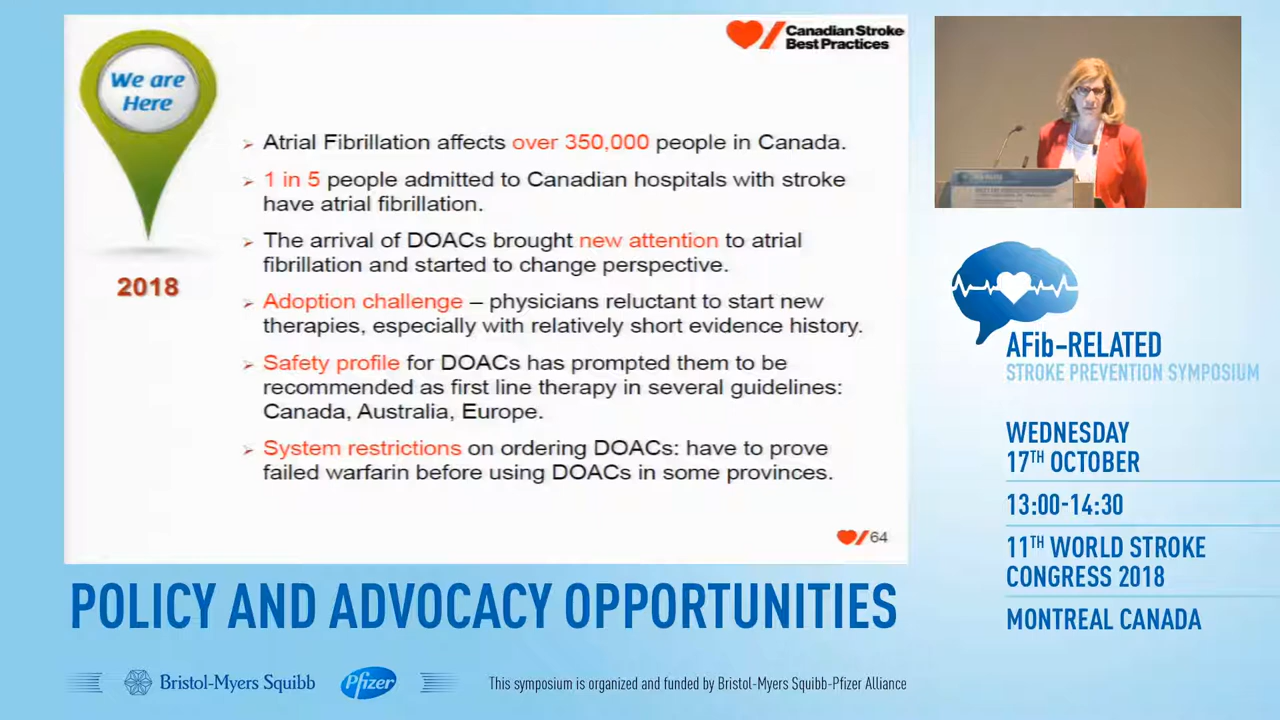 We are
Here
2018
Canadian Stroke
Best Practices
➢ Atrial Fibrillation affects over 350,000 people in Canada.
➢ 1 in 5 people admitted to Canadian hospitals with stroke
have atrial fibrillation.
➢ The arrival of DOACs brought new attention to atrial
fibrillation and started to change perspective.
➢ Adoption challenge – physicians reluctant to start new
therapies, especially with relatively short evidence history.
➢ Safety profile for DOACs has prompted them to be
recommended as first line therapy in several guidelines:
Canada, Australia, Europe.
➢ System restrictions on ordering DOACs: have to prove
failed warfarin before using DOACs in some provinces.
64
AFib-RELATED
STROKE PREVENTION SYMPOSIUM
WEDNESDAY
17TH OCTOBER
13:00-14:30
11TH WORLD STROKE
CONGRESS 2018
MONTREAL CANADA
POLICY AND ADVOCACY OPPORTUNITIES
Bristol-Myers Squibb
Pfizer
This symposium is organized and funded by Bristol-Myers Squibb-Pfizer Alliance